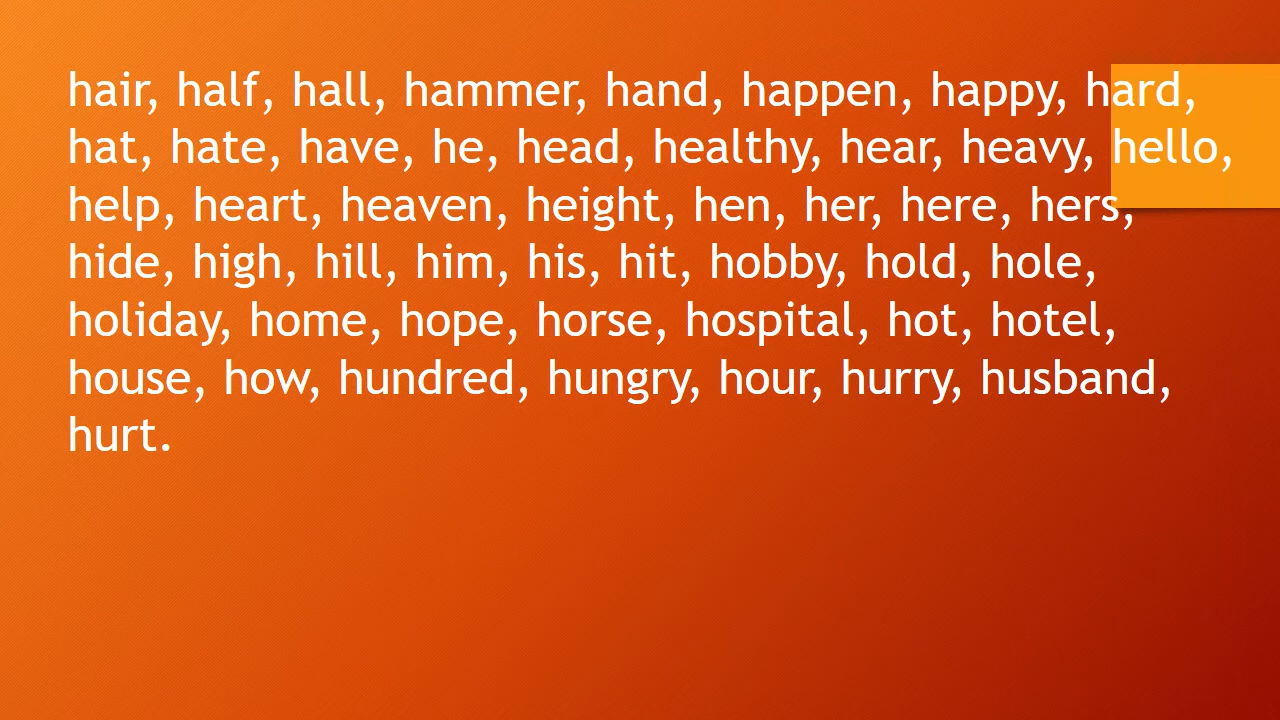 hair, half, hall, hammer, hand, happen, happy, hard,
hat, hate, have, he, head, healthy, hear, heavy, hello,
help, heart, heaven, height, hen, her, here, hers,
hide, high, hill, him, his, hit, hobby, hold, hole,
holiday, home, hope, horse, hospital, hot, hotel,
house, how, hundred, hungry, hour, hurry, husband,
hurt.